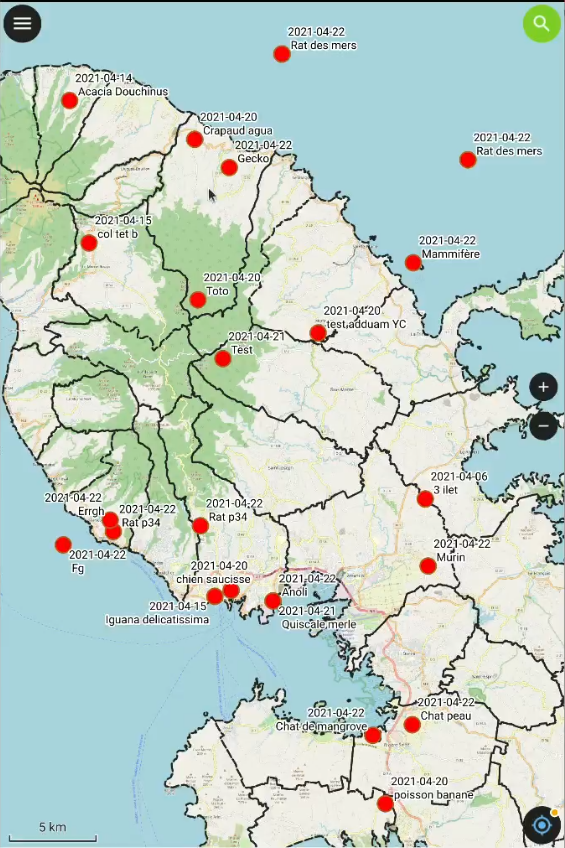 2021-04-22
Rat des mers
2021-04-14
Acacia Douchinus
2021-04-20
Crapaud agua
2021-04-22
Gecko
2021-04-22
Rat des mers
2021-04-15
col tet b
2021-04-22
Mammifère
2021-04-20
Toto
2021-04-20
test,adduam YC
2021-04-21
Test
+
−
2021-04-06
3 ilet
2021-04-22
Errgh
2021-04-22
Rat p34
2021-04-22
Rat p34
2021-04-22
Fg
2021-04-22
Murin
2021-04-20
chien saucisse
2021-04-22
Anoli
2021-04-15
Iguana delicatissima
2021-04-21
Quiscale,merle
2021-04-22
Chat peau
2021-04-22
Chat de mangrove
2021-04-20
poisson banane
5 km